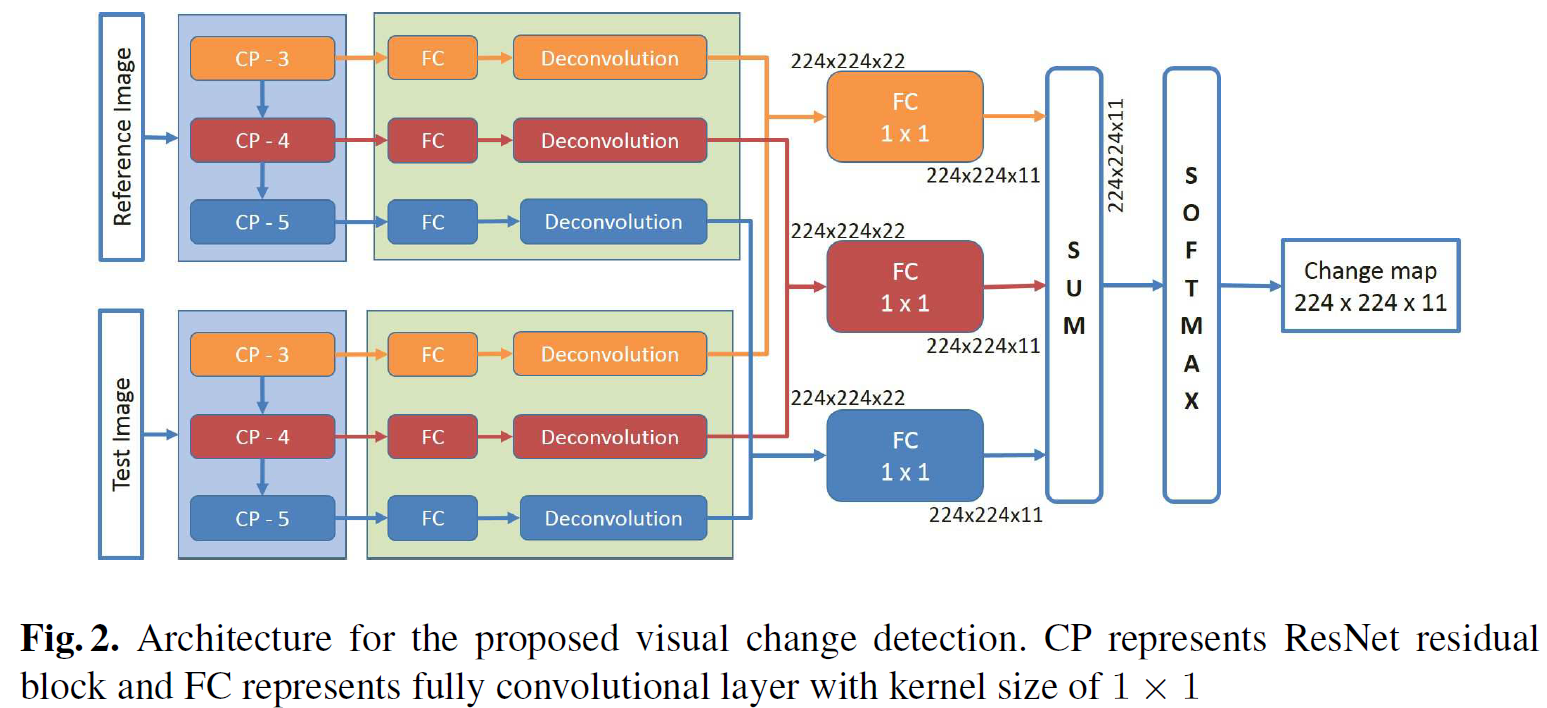 Reference Image
CP - 3
FC
Deconvolution
CP - 4
FC
Deconvolution
CP - 5
FC
Deconvolution
Test Image
CP - 3
FC
Deconvolution
CP - 4
FC
Deconvolution
CP - 5
FC
Deconvolution
224x224x22
FC
1 x 1
224x224x11
224x224x22
FC
1 x 1
224x224x11
224x224x22
FC
1 x 1
224x224x11
SUM
224x224x11
SOFTMAX
Change map
224 x 224 x 11
Fig. 2. Architecture for the proposed visual change detection. CP represents ResNet residual
block and FC represents fully convolutional layer with kernel size of 1 × 1